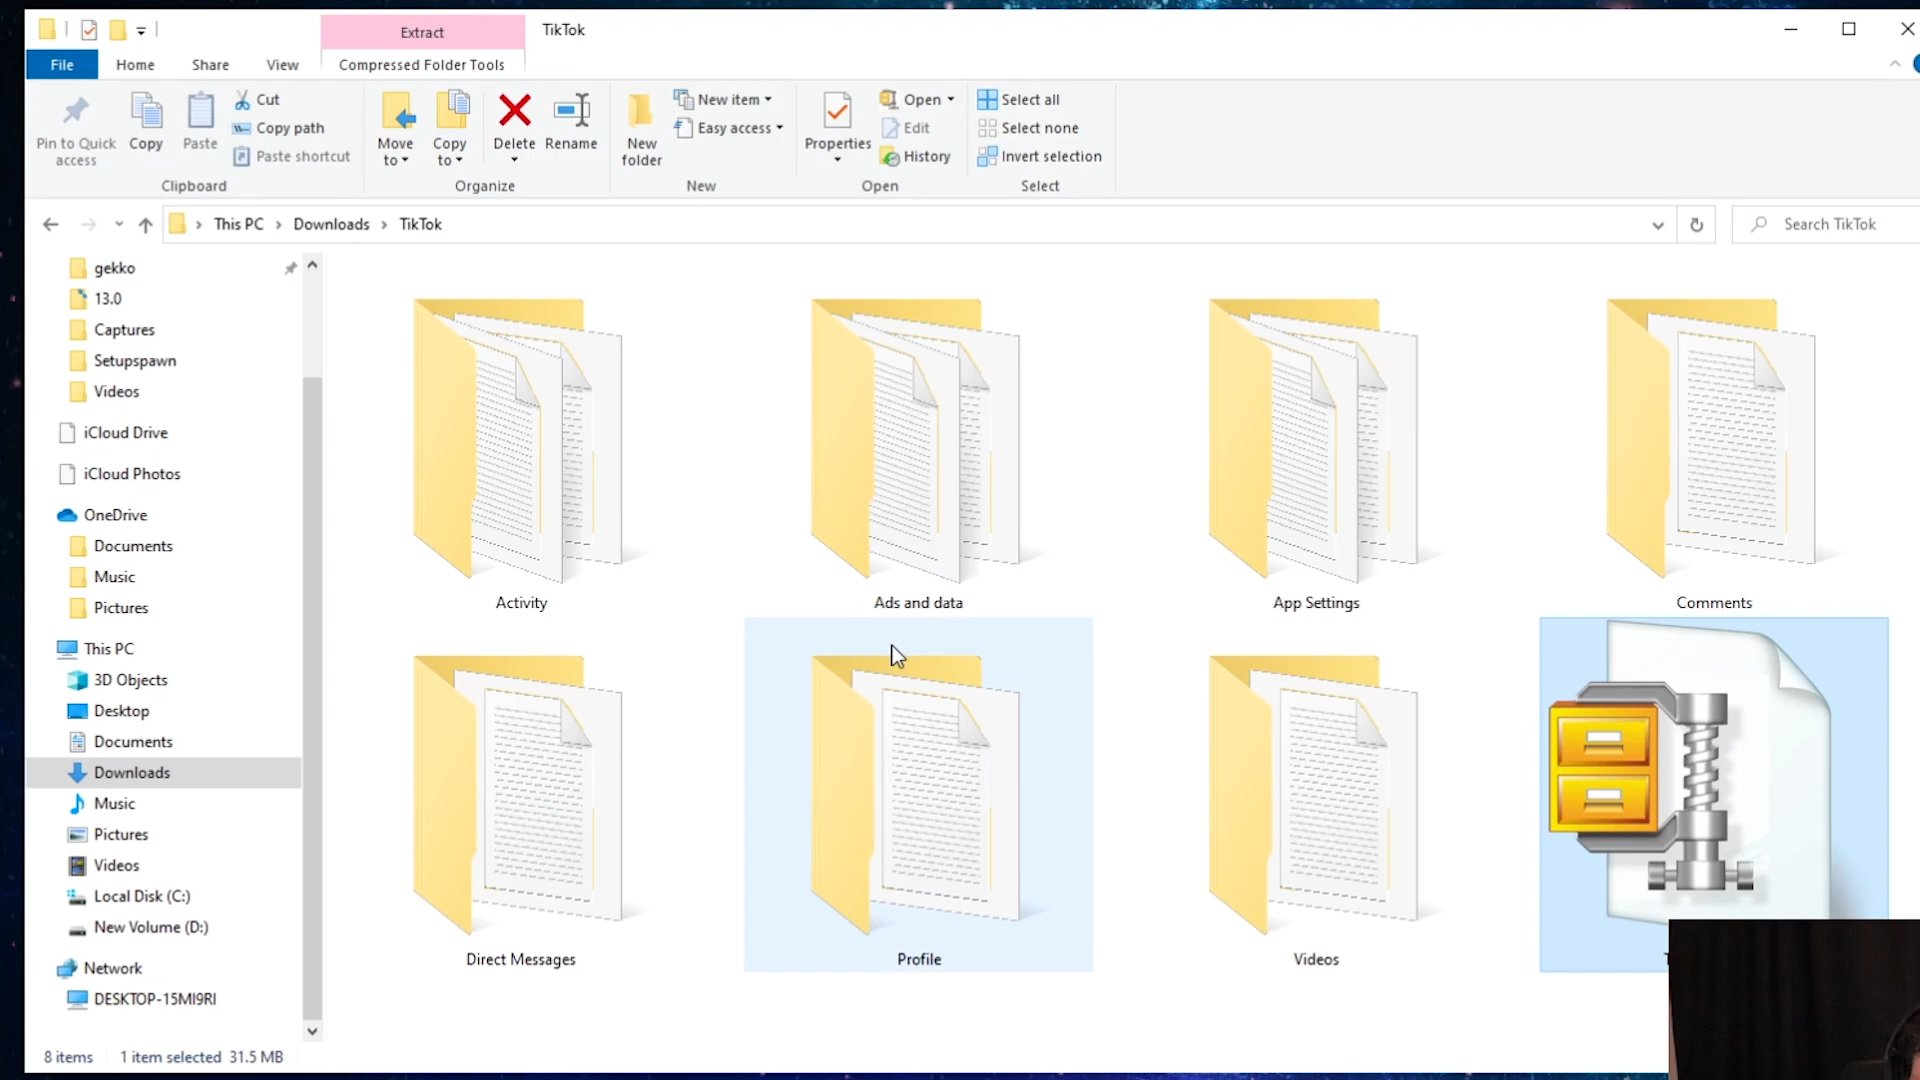 Extract
TikTok
File
Home
Share
View
Compressed Folder Tools
Pin to Quick access
Copy
Paste
Cut
Copy path
Paste shortcut
Clipboard
Move to
Copy to
Delete
Rename
Organize
New folder
New item
Easy access
New
Properties
Open
Edit
History
Open
Select all
Select none
Invert selection
Select
This PC
Downloads
TikTok
Search TikTok
gekko
13.0
Captures
Setupspawn
Videos
iCloud Drive
iCloud Photos
OneDrive
Documents
Music
Pictures
This PC
3D Objects
Desktop
Documents
Downloads
Music
Pictures
Videos
Local Disk (C:)
New Volume (D:)
Network
DESKTOP-15MI9RI
Activity
Ads and data
App Settings
Comments
Direct Messages
Profile
Videos
8 items
1 item selected 31.5 MB